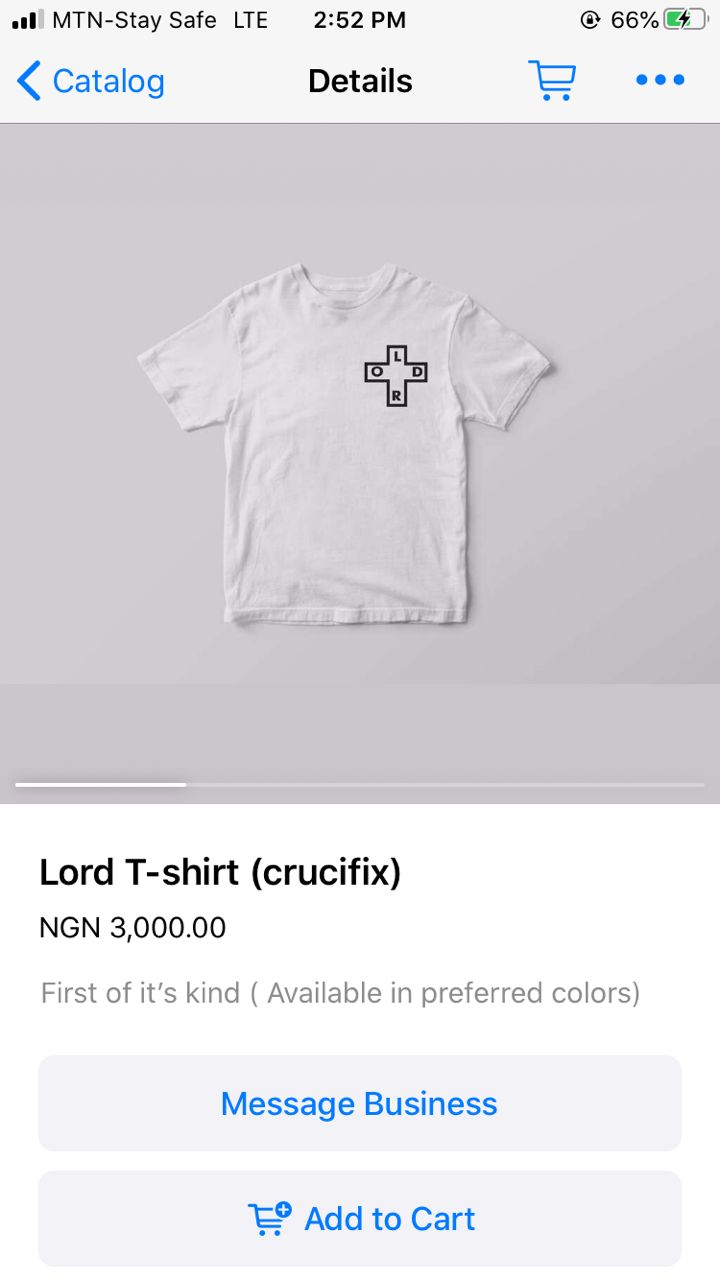 MTN-Stay Safe LTE 2:52 PM 66%
Catalog Details
L
O D
R
Lord T-shirt (crucifix)
NGN 3,000.00
First of it’s kind ( Available in preferred colors)
Message Business
Add to Cart